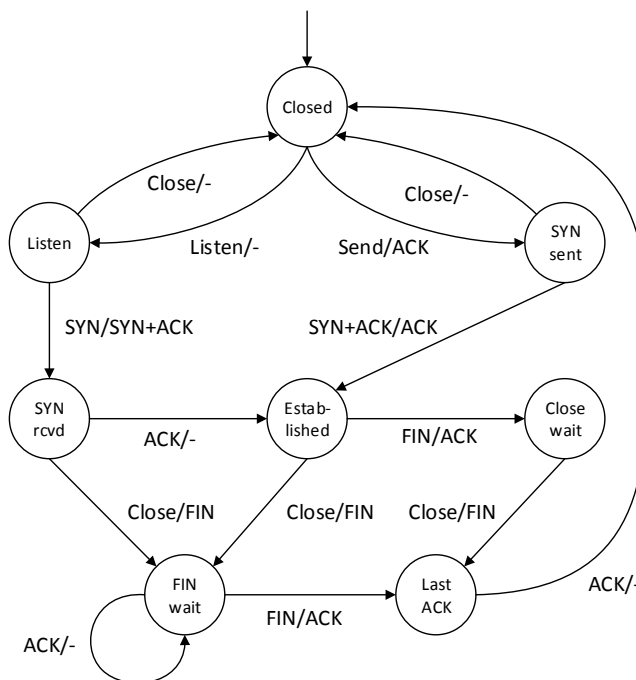 Closed
Close/-
Close/-
Listen
Listen/-
Send/ACK
SYN
sent
SYN/SYN+ACK
SYN+ACK/ACK
SYN
rcvd
ACK/-
Estab-
lished
FIN/ACK
Close
wait
Close/FIN
Close/FIN
Close/FIN
FIN
wait
FIN/ACK
Last
ACK
ACK/-
ACK/-